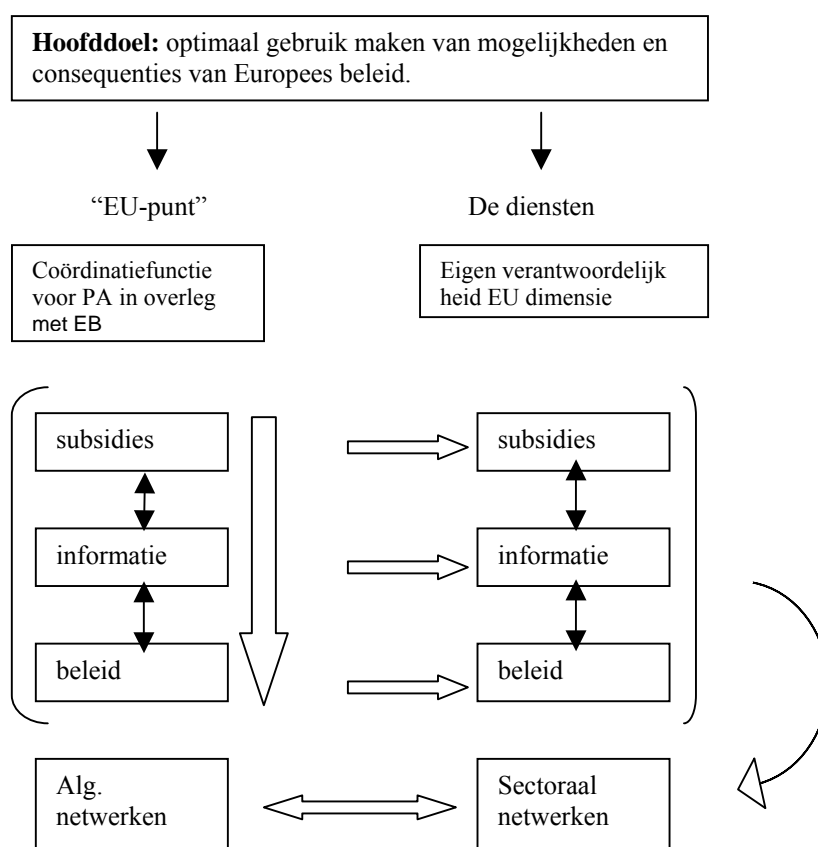 Hoofddoel: optimaal gebruik maken van mogelijkheden en
consequenties van Europees beleid.
“EU-punt”
De diensten
Coördinatiefunctie
voor PA in overleg
met EB
Eigen verantwoordelijk
heid EU dimensie
subsidies
subsidies
informatie
informatie
beleid
beleid
Alg.
netwerken
Sectoraal
netwerken